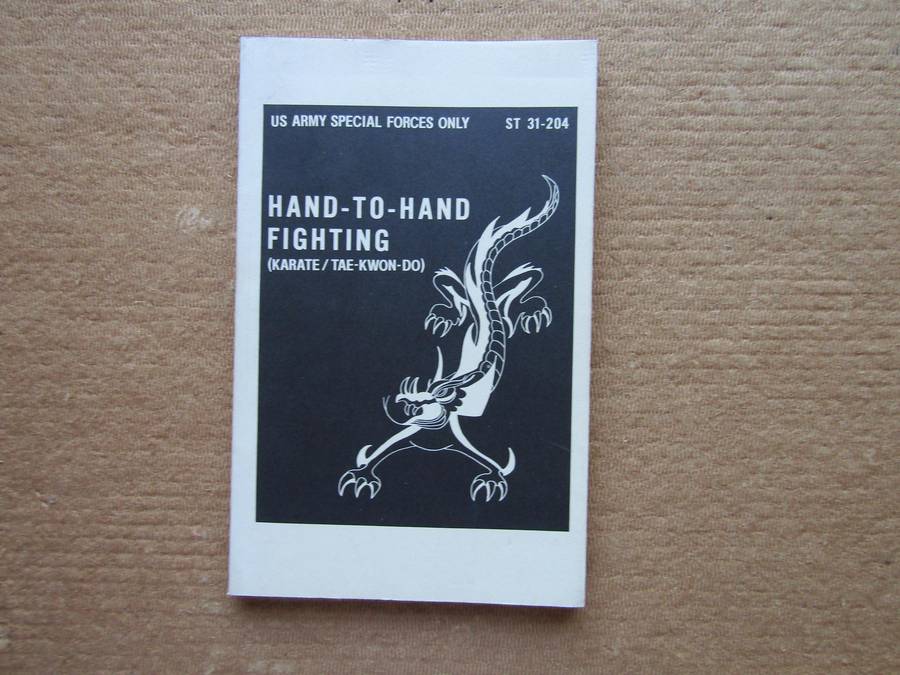 US ARMY SPECIAL FORCES ONLY ST 31-204
HAND-TO-HAND
FIGHTING
(KARATE/TAE-KWON-DO)